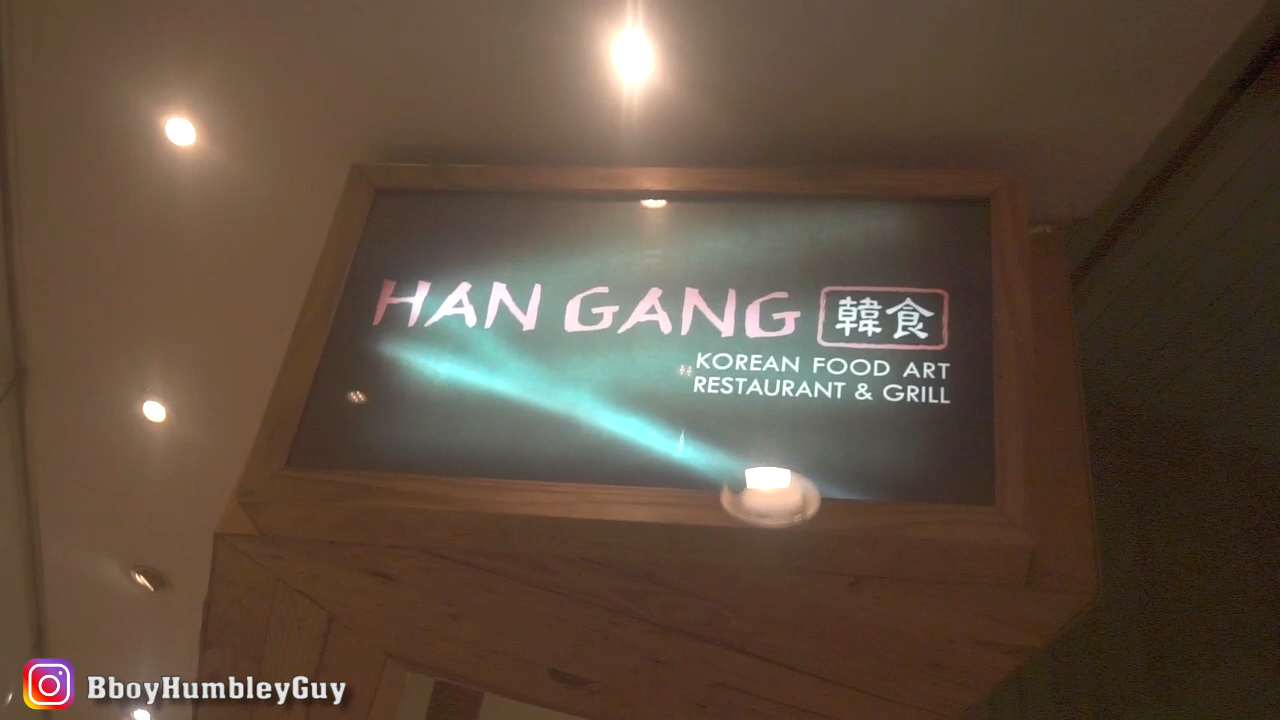 HAN GANG 韓食
KOREAN FOOD ART
RESTAURANT & GRILL
BboyHumbleyGuy